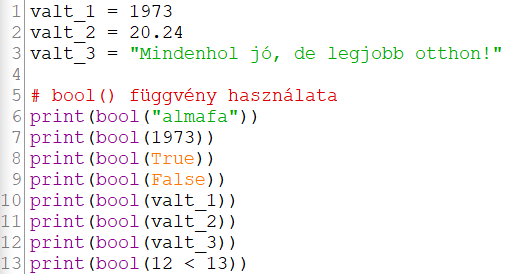 1 valt_1 = 1973
2 valt_2 = 20.24
3 valt_3 = "Mindenhol jó, de legjobb otthon!"
4
5 # bool() függvény használata
6 print(bool("almafa"))
7 print(bool(1973))
8 print(bool(True))
9 print(bool(False))
10 print(bool(valt_1))
11 print(bool(valt_2))
12 print(bool(valt_3))
13 print(bool(12 < 13))